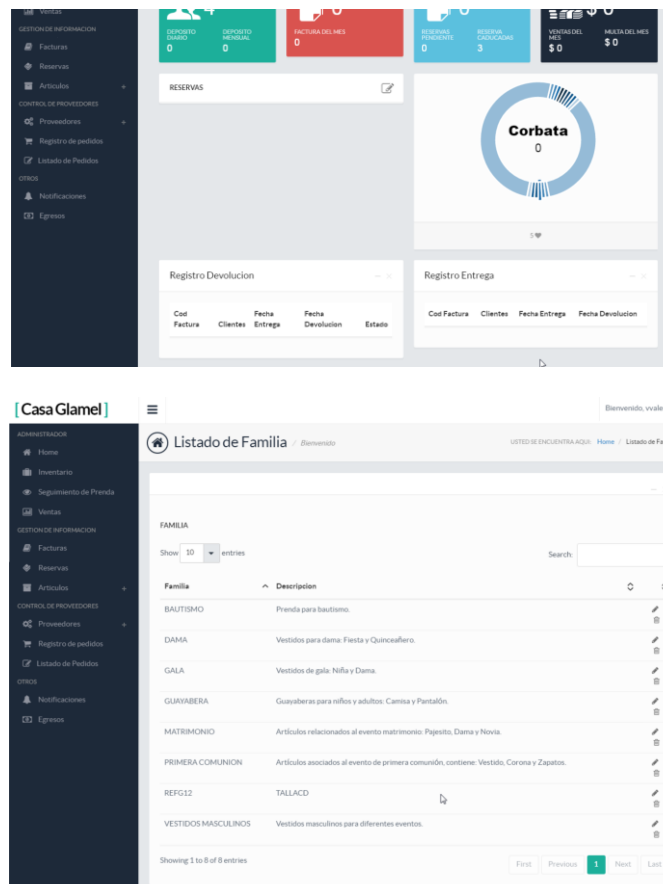 Ventas
GESTION DE INFORMACION
Facturas
Reservas
Articulos +
CONTROL DE PROVEEDORES
Proveedores +
Registro de pedidos
Listado de Pedidos
OTROS
Notificaciones
Egresos
4
DEPOSITO DIARIO
0
DEPOSITO MENSUAL
0
0
FACTURA DEL MES
0
0
RESERVAS PENDIENTE
0
RESERVA CADUCADAS
3
$ 0
VENTAS DEL MES
$ 0
MULTA DEL MES
$ 0
RESERVAS
Corbata
0
5
Registro Devolucion
Cod Factura Clientes Fecha Entrega Fecha Devolucion Estado
Registro Entrega
Cod Factura Clientes Fecha Entrega Fecha Devolucion
[ Casa Glamel ]
Bienvenido, vvale
ADMINISTRADOR
Home
Inventario
Seguimiento de Prenda
Ventas
GESTION DE INFORMACION
Facturas
Reservas
Articulos +
CONTROL DE PROVEEDORES
Proveedores +
Registro de pedidos
Listado de Pedidos
OTROS
Notificaciones
Egresos
Listado de Familia / Bienvenido
USTED SE ENCUENTRA AQUI: Home / Listado de Fa
FAMILIA
Show 10 entries
Search:
Familia Descripcion
BAUTISMO Prenda para bautismo.
DAMA Vestidos para dama: Fiesta y Quinceañero.
GALA Vestidos de gala: Niña y Dama.
GUAYABERA Guayaberas para niños y adultos: Camisa y Pantalón.
MATRIMONIO Artículos relacionados al evento matrimonio: Pajesito, Dama y Novia.
PRIMERA COMUNION Artículos asociados al evento de primera comunión, contiene: Vestido, Corona y Zapatos.
REFG12 TALLACD
VESTIDOS MASCULINOS Vestidos masculinos para diferentes eventos.
Showing 1 to 8 of 8 entries
First Previous 1 Next Last